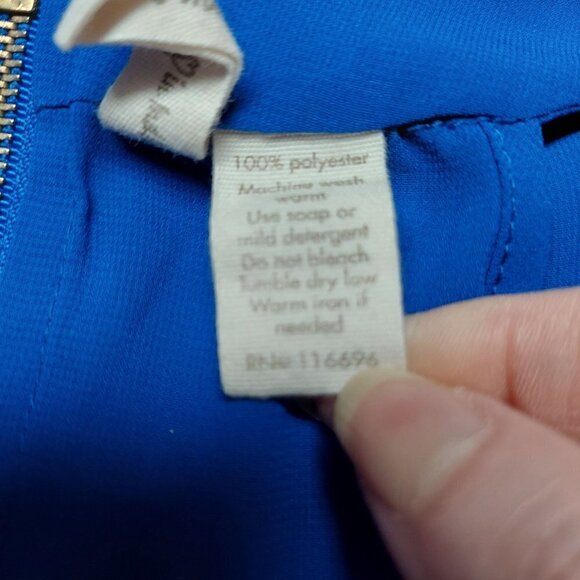 100% polyester
Machine wash
warm
Use soap or
mild detergent
Do not bleach
Tumble dry low
Warm iron if
needed
RN#: 116696